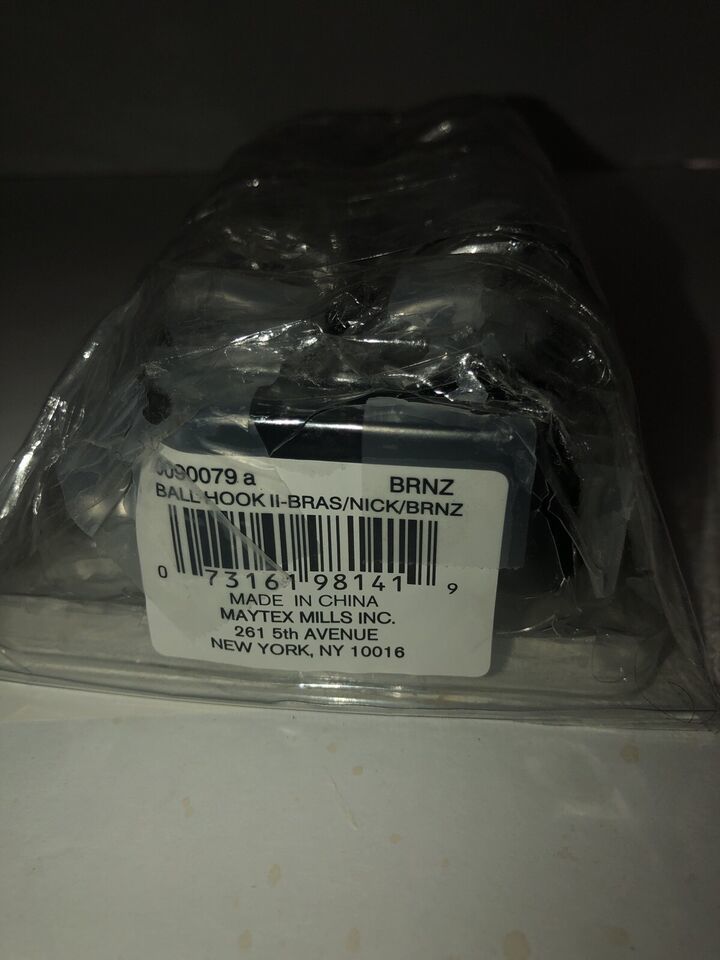 090079 a BRNZ
BALL HOOK II-BRAS/NICK/BRNZ
0 73161 98141 9
MADE IN CHINA
MAYTEX MILLS INC.
261 5th AVENUE
NEW YORK, NY 10016